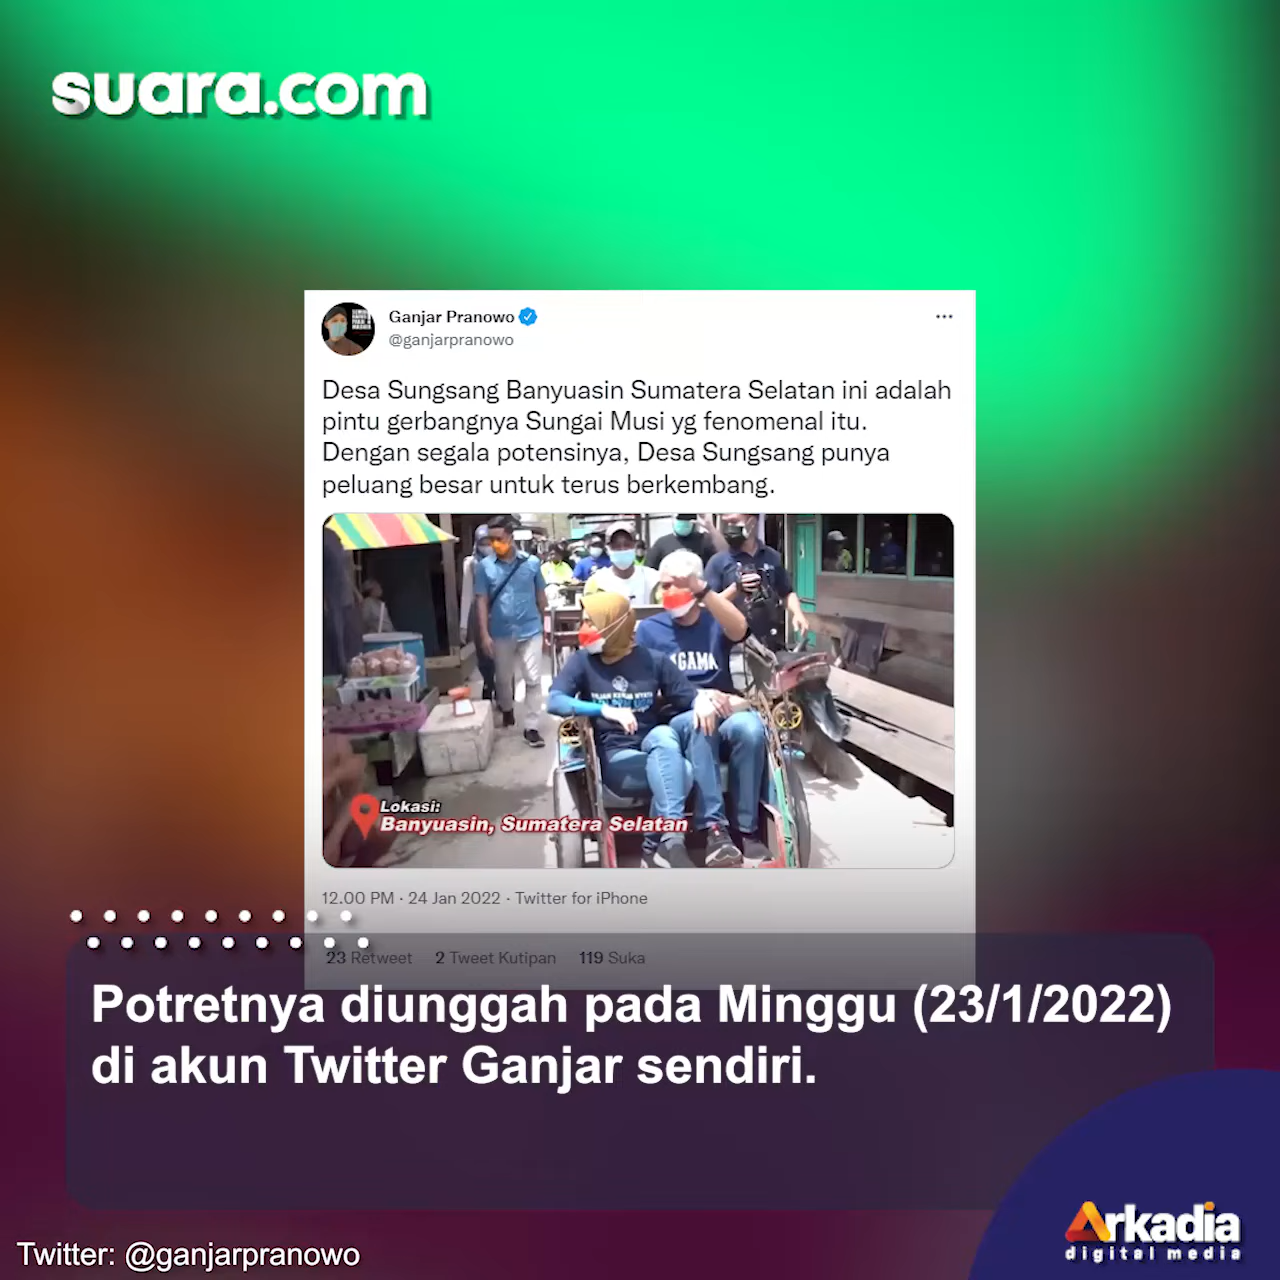 suara.com
Ganjar Pranowo
@ganjarpranowo
Desa Sungsang Banyuasin Sumatera Selatan ini adalah
pintu gerbangnya Sungai Musi yg fenomenal itu.
Dengan segala potensinya, Desa Sungsang punya
peluang besar untuk terus berkembang.
GAMA
Lokasi:
Banyuasin, Sumatera Selatan
12.00 PM · 24 Jan 2022 · Twitter for iPhone
23 Retweet 2 Tweet Kutipan 119 Suka
Potretnya diunggah pada Minggu (23/1/2022)
di akun Twitter Ganjar sendiri.
Arkadia
digital media
Twitter: @ganjarpranowo